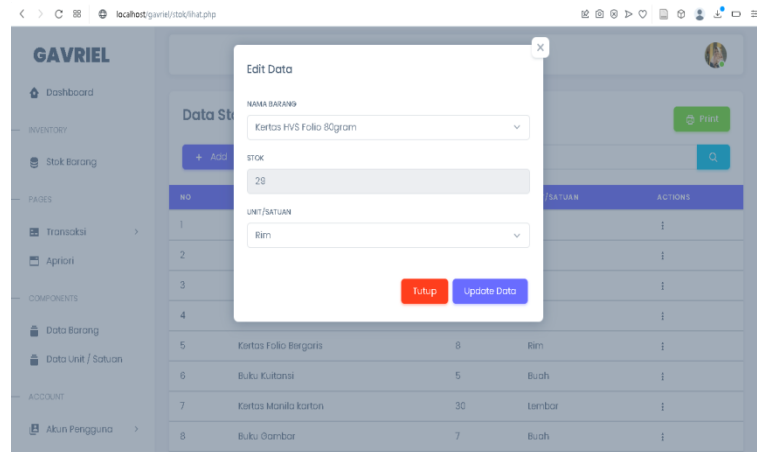 localhost/gavriel/stok/lihat.php
GAVRIEL
Dashboard
INVENTORY
Stok Barang
PAGES
Transaksi
Apriori
COMPONENTS
Data Barang
Data Unit / Satuan
ACCOUNT
Akun Pengguna
Edit Data
NAMA BARANG
Kertas HVS Folio 80gram
STOK
29
UNIT/SATUAN
Rim
Tutup Update Data
Print
+ Add
NO /SATUAN ACTIONS
1
2
3
4
5 Kertas Folio Bergaris 8 Rim
6 Buku Kuitansi 5 Buah
7 Kertas Manila karton 30 Lembar
8 Buku Gambar 7 Buah